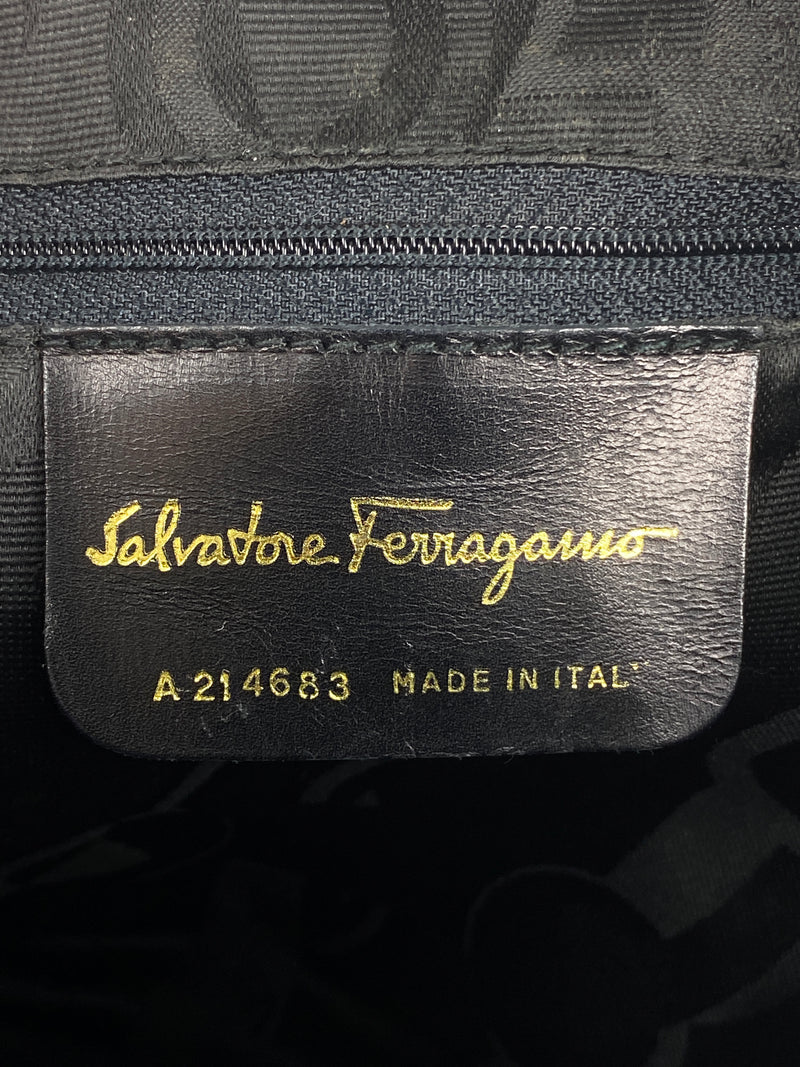 Salvatore Ferragamo
A·214683 MADE IN ITAL